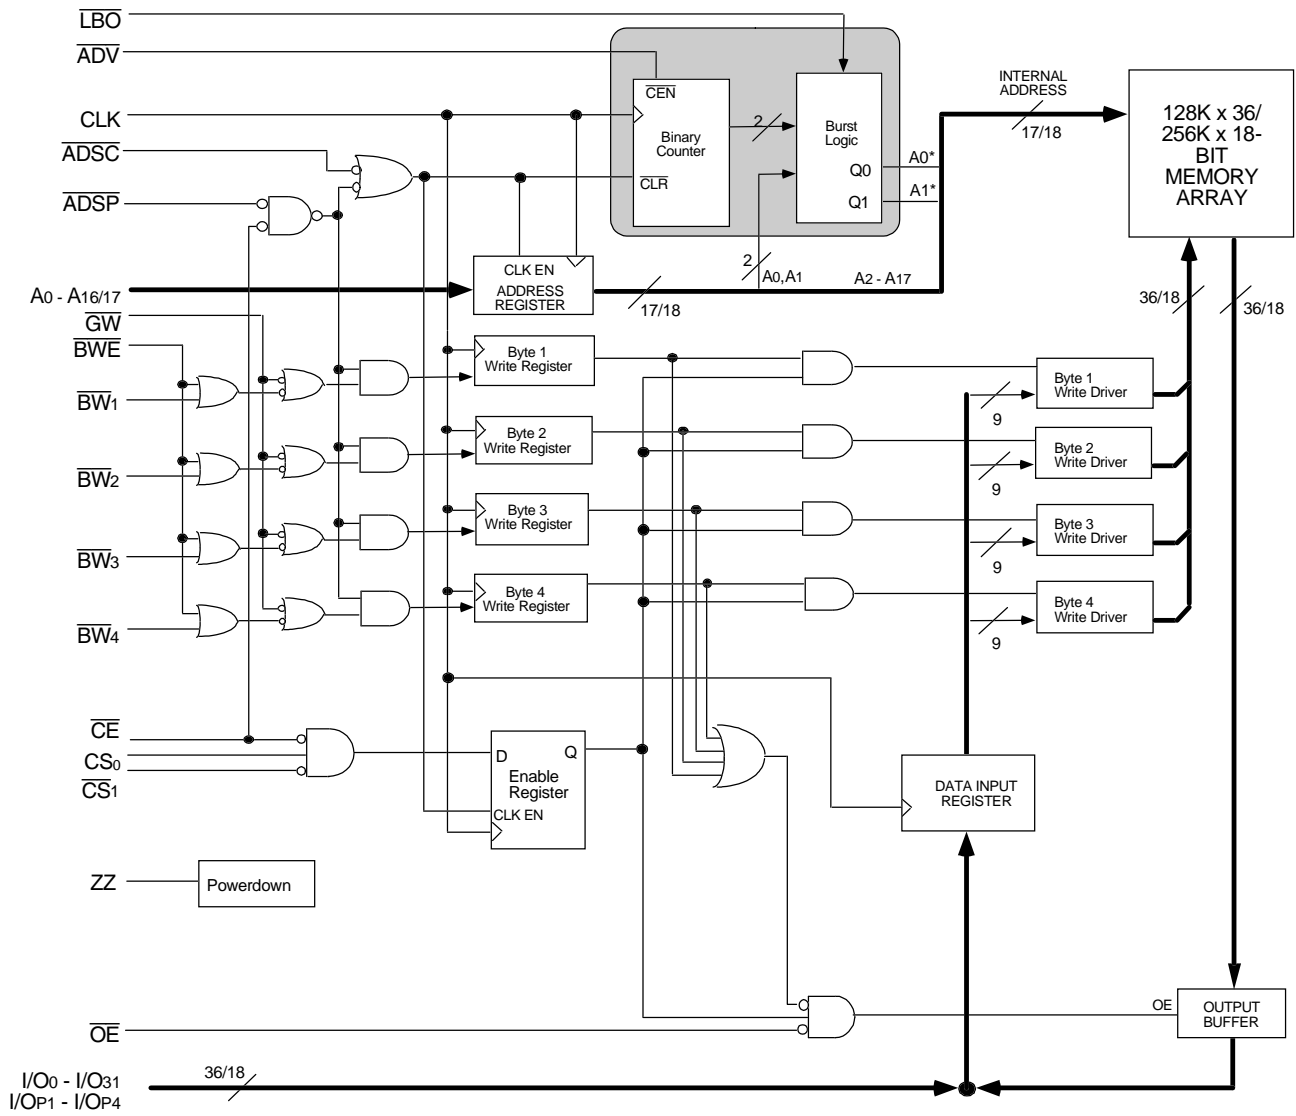 LBO
ADV
CLK
ADSC
ADSP
CEN
Binary
Counter
CLR
2
Burst
Logic
Q0
Q1
A0*
A1*
INTERNAL
ADDRESS
17/18
128K x 36/
256K x 18-
BIT
MEMORY
ARRAY
CLK EN
ADDRESS
REGISTER
17/18
2
A0,A1
A2 - A17
A0 - A16/17
GW
BWE
BW1
BW2
BW3
BW4
36/18
36/18
Byte 1
Write Register
Byte 2
Write Register
Byte 3
Write Register
Byte 4
Write Register
Byte 1
Write Driver
9
Byte 2
Write Driver
9
Byte 3
Write Driver
9
Byte 4
Write Driver
9
CE
CS0
CS1
D
Q
Enable
Register
CLK EN
DATA INPUT
REGISTER
ZZ
Powerdown
OE
OE
OUTPUT
BUFFER
I/O0 - I/O31
I/OP1 - I/OP4
36/18